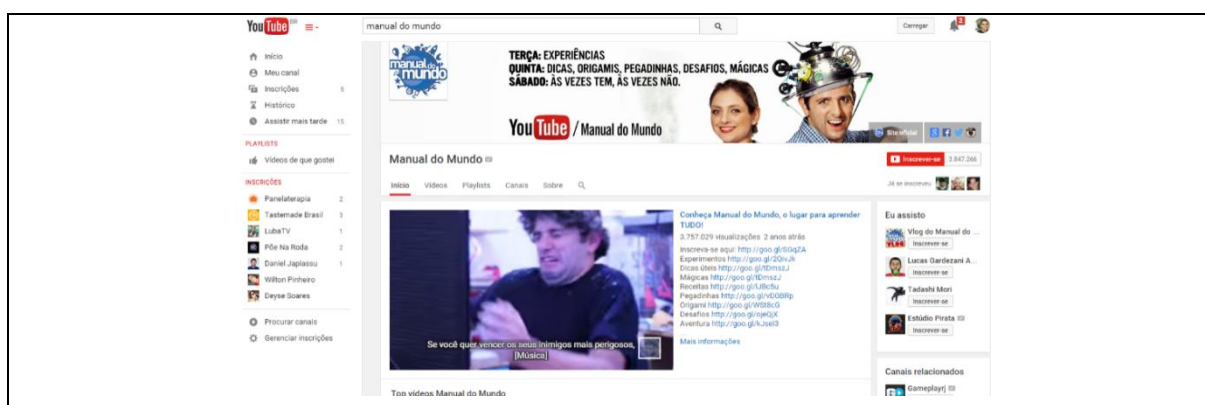 YouTube BR
manual do mundo
Carregar
2
Início
Meu canal
Inscrições 5
Histórico
Assistir mais tarde 15
PLAYLISTS
Vídeos de que gostei
INSCRIÇÕES
Panelaterapia 2
Tastemade Brasil 3
LubaTV 1
Põe Na Roda 2
Daniel Japiassu 1
Wilton Pinheiro
Deyse Soares
Procurar canais
Gerenciar inscrições
manual do mundo
TERÇA: EXPERIÊNCIAS
QUINTA: DICAS, ORIGAMIS, PEGADINHAS, DESAFIOS, MÁGICAS
SÁBADO: ÀS VEZES TEM, ÀS VEZES NÃO.
YouTube / Manual do Mundo
Site oficial
Manual do Mundo
Inscrever-se 3.847.266
Início Vídeos Playlists Canais Sobre
Já se inscreveu
Se você quer vencer os seus inimigos mais perigosos,
[Música]
Conheça Manual do Mundo, o lugar para aprender
TUDO!
3.757.029 visualizações 2 anos atrás
Inscreva-se aqui: http://goo.gl/SGqZA
Experimentos http://goo.gl/2QivJk
Dicas úteis http://goo.gl/tDmszJ
Mágicas http://goo.gl/tDmszJ
Receitas http://goo.gl/UBc5u
Pegadinhas http://goo.gl/vDGBRp
Origami http://goo.gl/WSt8cG
Desafios http://goo.gl/ojeQjX
Aventura http://goo.gl/kJseI3
Mais informações
Eu assisto
Vlog do Manual do ...
Inscrever-se
Lucas Gardezani A...
Inscrever-se
Tadashi Mori
Inscrever-se
Estúdio Pirata
Inscrever-se
Canais relacionados
Gameplayrj
Top vídeos Manual do Mundo